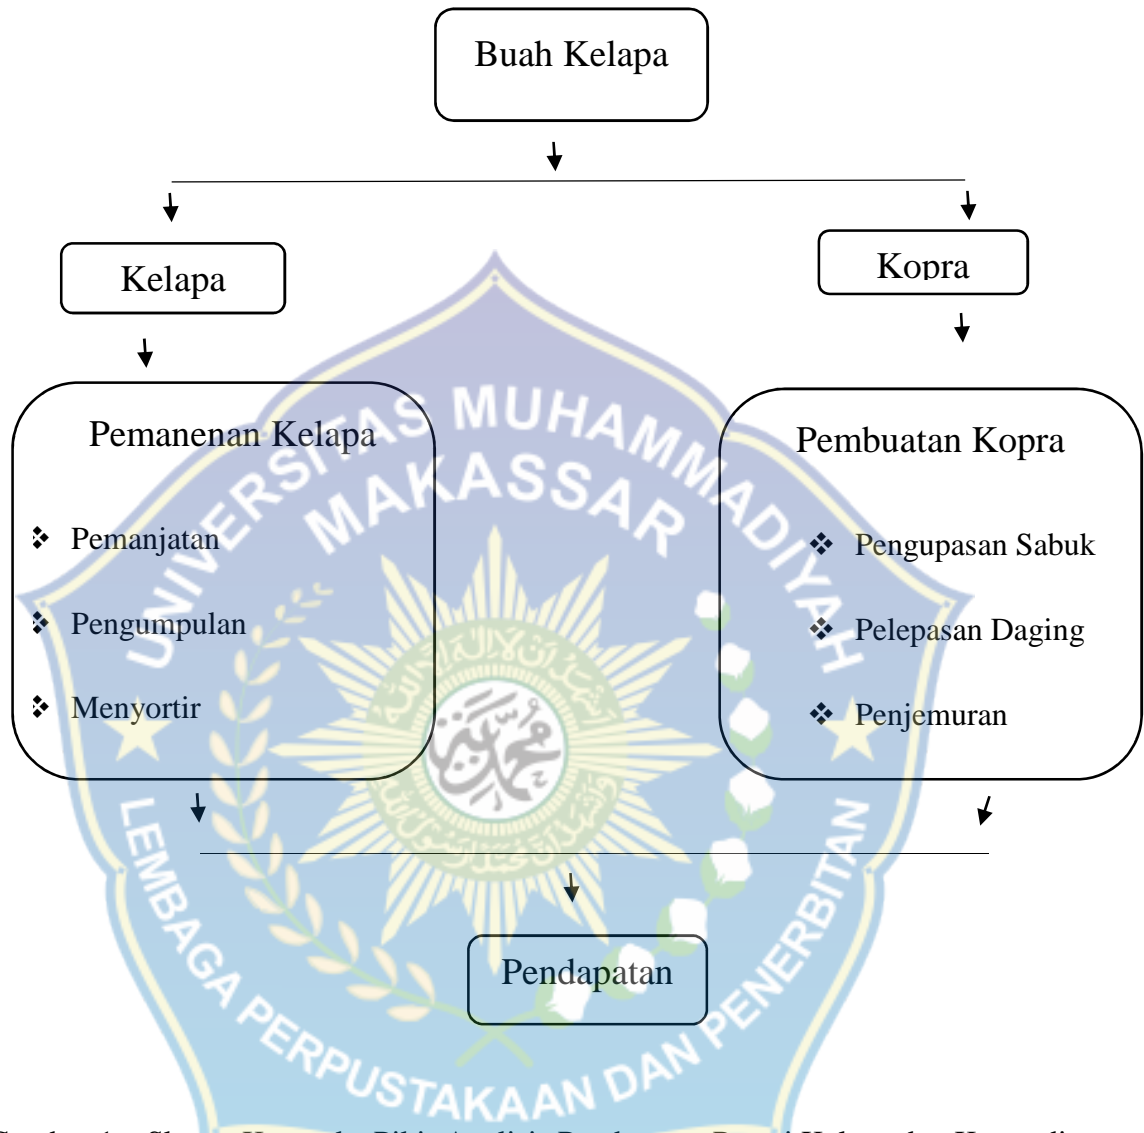 Buah Kelapa
Kelapa
Kopra
Pemanenan Kelapa
❖ Pemanjatan
❖ Pengumpulan
❖ Menyortir
Pembuatan Kopra
❖ Pengupasan Sabuk
❖ Pelepasan Daging
❖ Penjemuran
Pendapatan
UNIVERSITAS MUHAMMADIYAH
MAKASSAR
LEMBAGA PERPUSTAKAAN DAN PENERBITAN